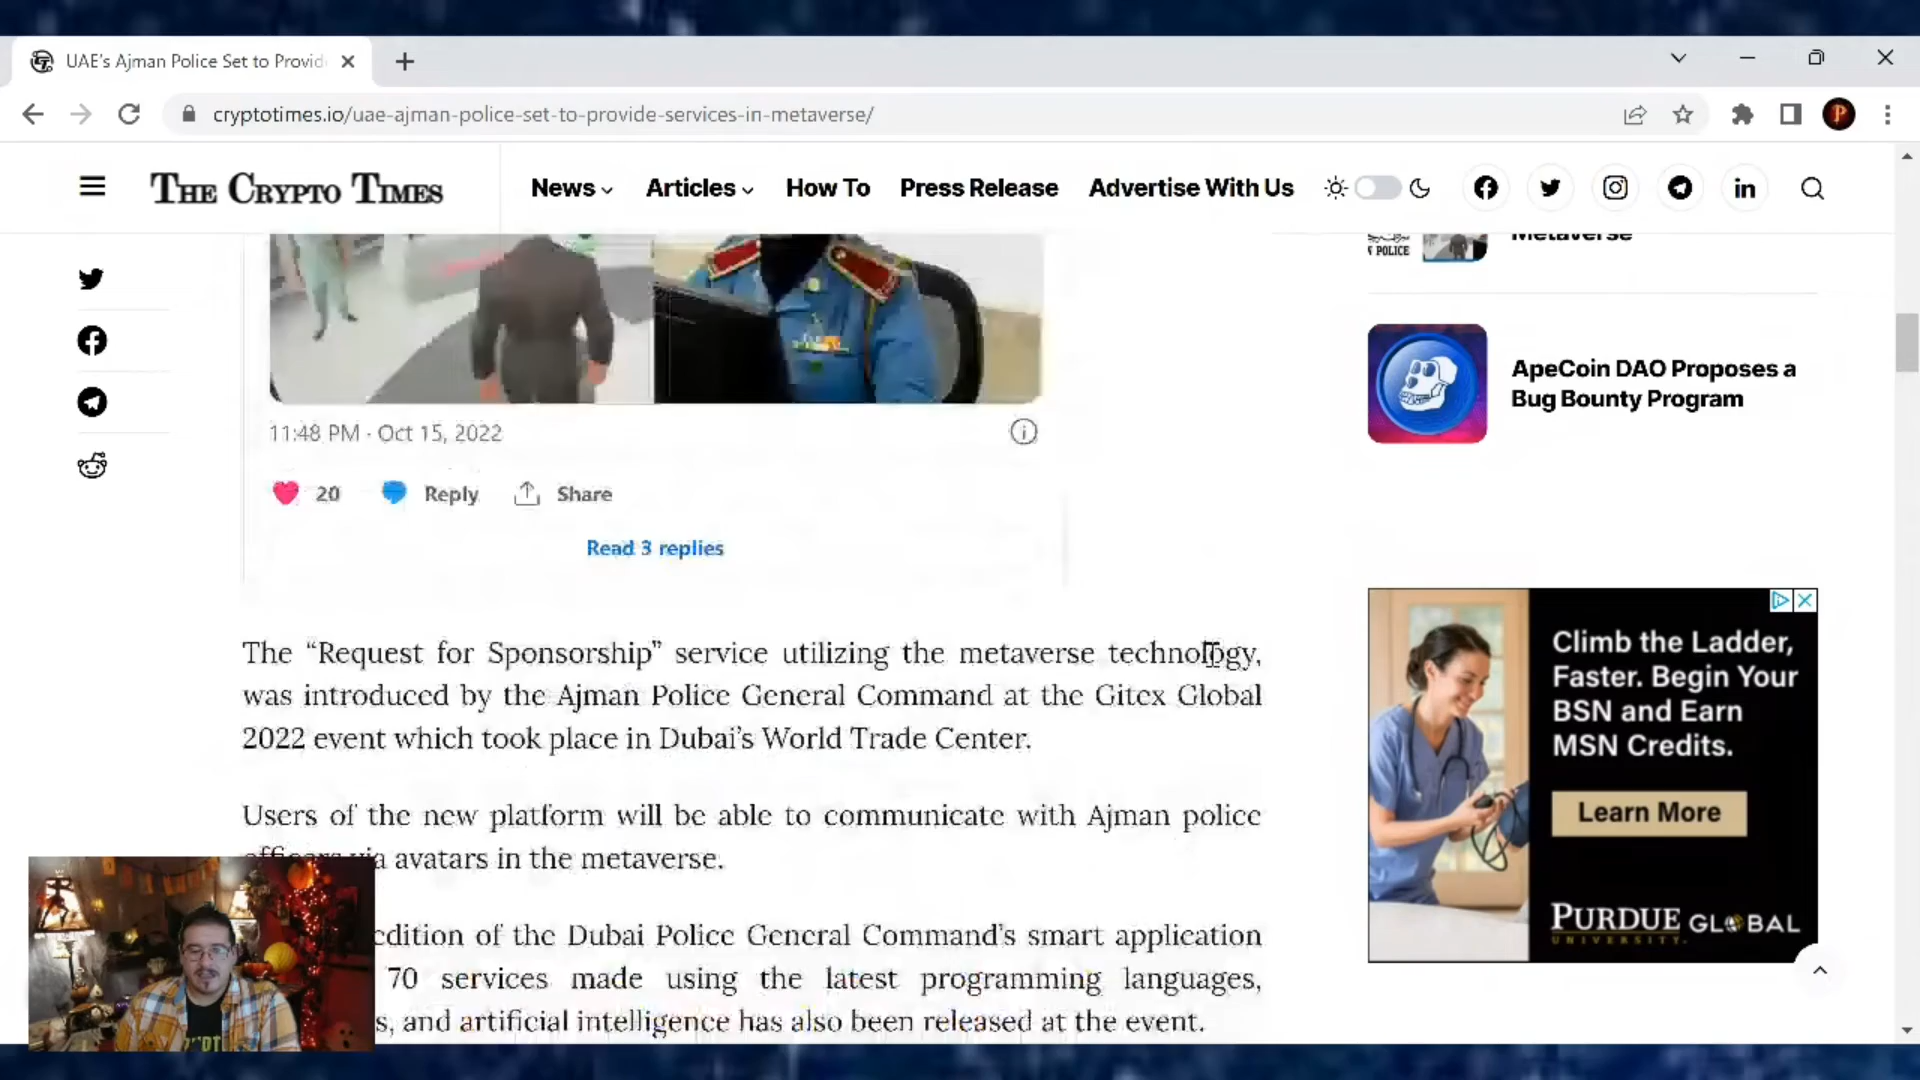 UAE's Ajman Police Set to Provid
cryptotimes.io/uae-ajman-police-set-to-provide-services-in-metaverse/
THE CRYPTO TIMES
News
Articles
How To
Press Release
Advertise With Us
Metaverse
POLICE
ApeCoin DAO Proposes a
Bug Bounty Program
11:48 PM · Oct 15, 2022
20
Reply
Share
Read 3 replies
The “Request for Sponsorship” service utilizing the metaverse technology,
was introduced by the Ajman Police General Command at the Gitex Global
2022 event which took place in Dubai’s World Trade Center.
Users of the new platform will be able to communicate with Ajman police
officers via avatars in the metaverse.
edition of the Dubai Police General Command’s smart application
70 services made using the latest programming languages,
s, and artificial intelligence has also been released at the event.
Climb the Ladder,
Faster. Begin Your
BSN and Earn
MSN Credits.
Learn More
PURDUE GLOBAL
UNIVERSITY